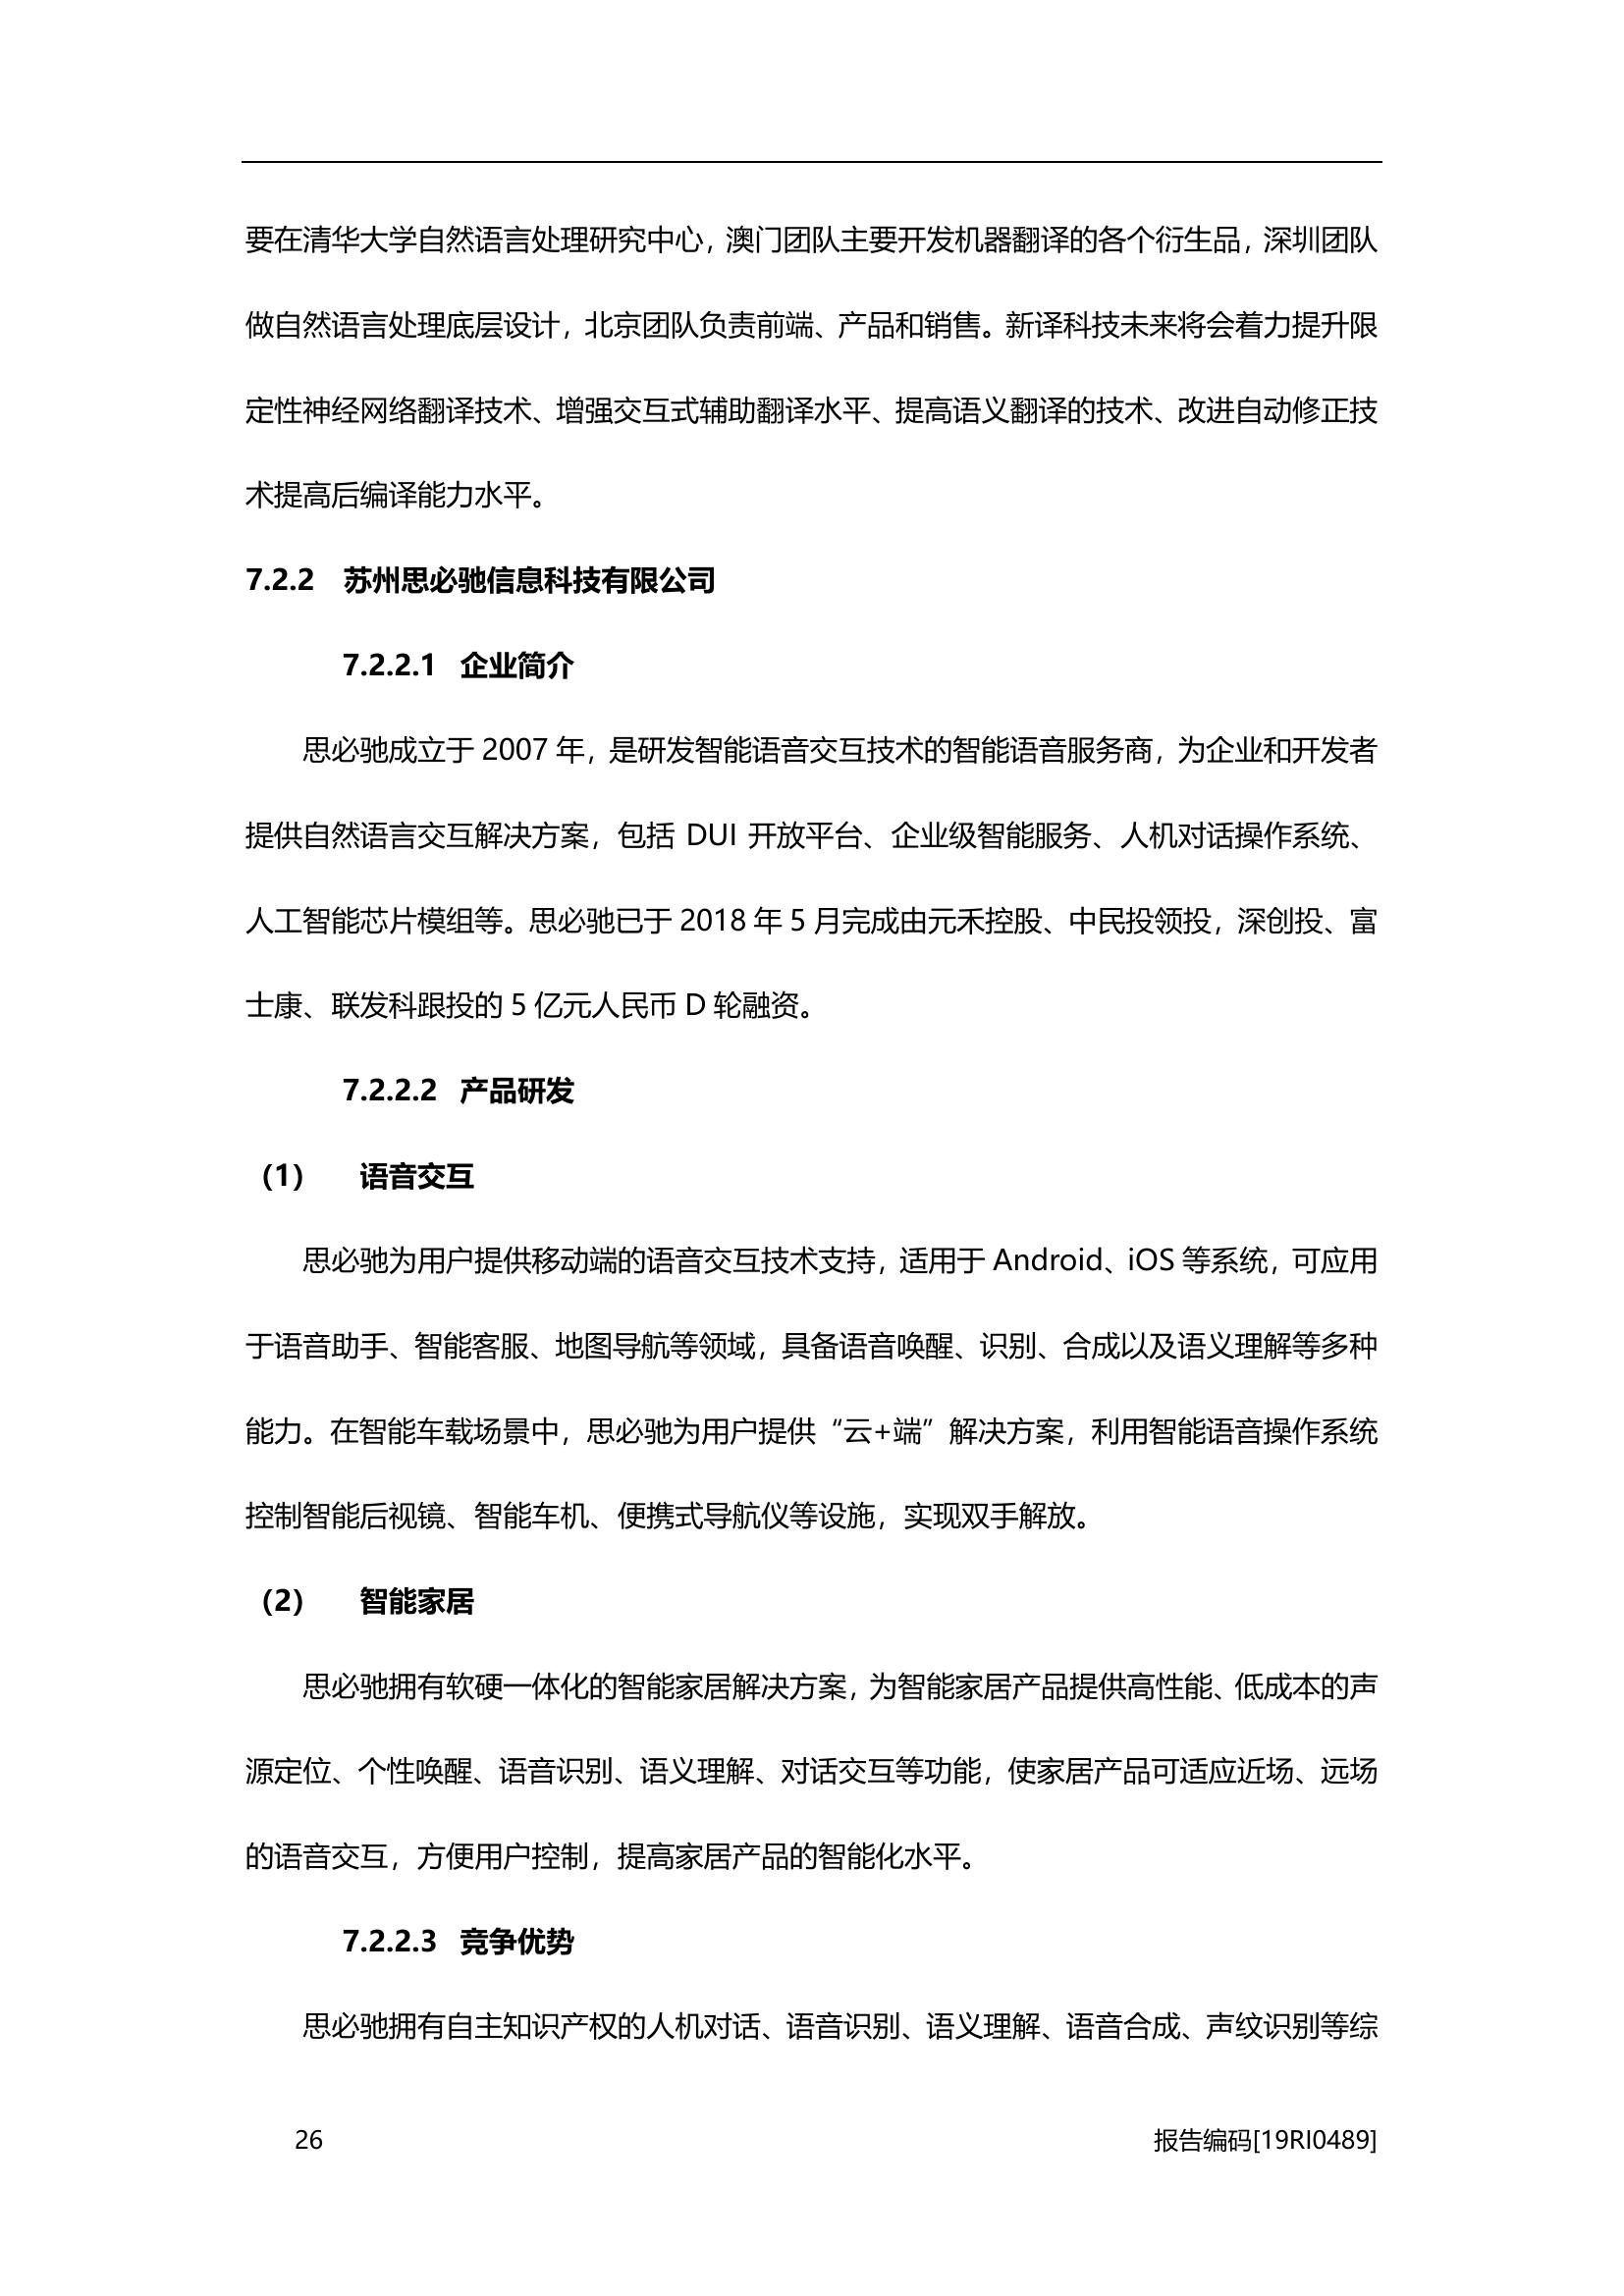 要在清华大学自然语言处理研究中心，澳门团队主要开发机器翻译的各个衍生品，深圳团队
做自然语言处理底层设计，北京团队负责前端、产品和销售。新译科技未来将会着力提升限
定性神经网络翻译技术、增强交互式辅助翻译水平、提高语义翻译的技术、改进自动修正技
术提高后编译能力水平。
7.2.2 苏州思必驰信息科技有限公司
7.2.2.1 企业简介
思必驰成立于 2007 年，是研发智能语音交互技术的智能语音服务商，为企业和开发者
提供自然语言交互解决方案，包括 DUI 开放平台、企业级智能服务、人机对话操作系统、
人工智能芯片模组等。思必驰已于 2018 年 5 月完成由元禾控股、中民投领投，深创投、富
士康、联发科跟投的 5 亿元人民币 D 轮融资。
7.2.2.2 产品研发
（1） 语音交互
思必驰为用户提供移动端的语音交互技术支持，适用于 Android、iOS 等系统，可应用
于语音助手、智能客服、地图导航等领域，具备语音唤醒、识别、合成以及语义理解等多种
能力。在智能车载场景中，思必驰为用户提供“云+端”解决方案，利用智能语音操作系统
控制智能后视镜、智能车机、便携式导航仪等设施，实现双手解放。
（2） 智能家居
思必驰拥有软硬一体化的智能家居解决方案，为智能家居产品提供高性能、低成本的声
源定位、个性唤醒、语音识别、语义理解、对话交互等功能，使家居产品可适应近场、远场
的语音交互，方便用户控制，提高家居产品的智能化水平。
7.2.2.3 竞争优势
思必驰拥有自主知识产权的人机对话、语音识别、语义理解、语音合成、声纹识别等综
26 报告编码[19RI0489]